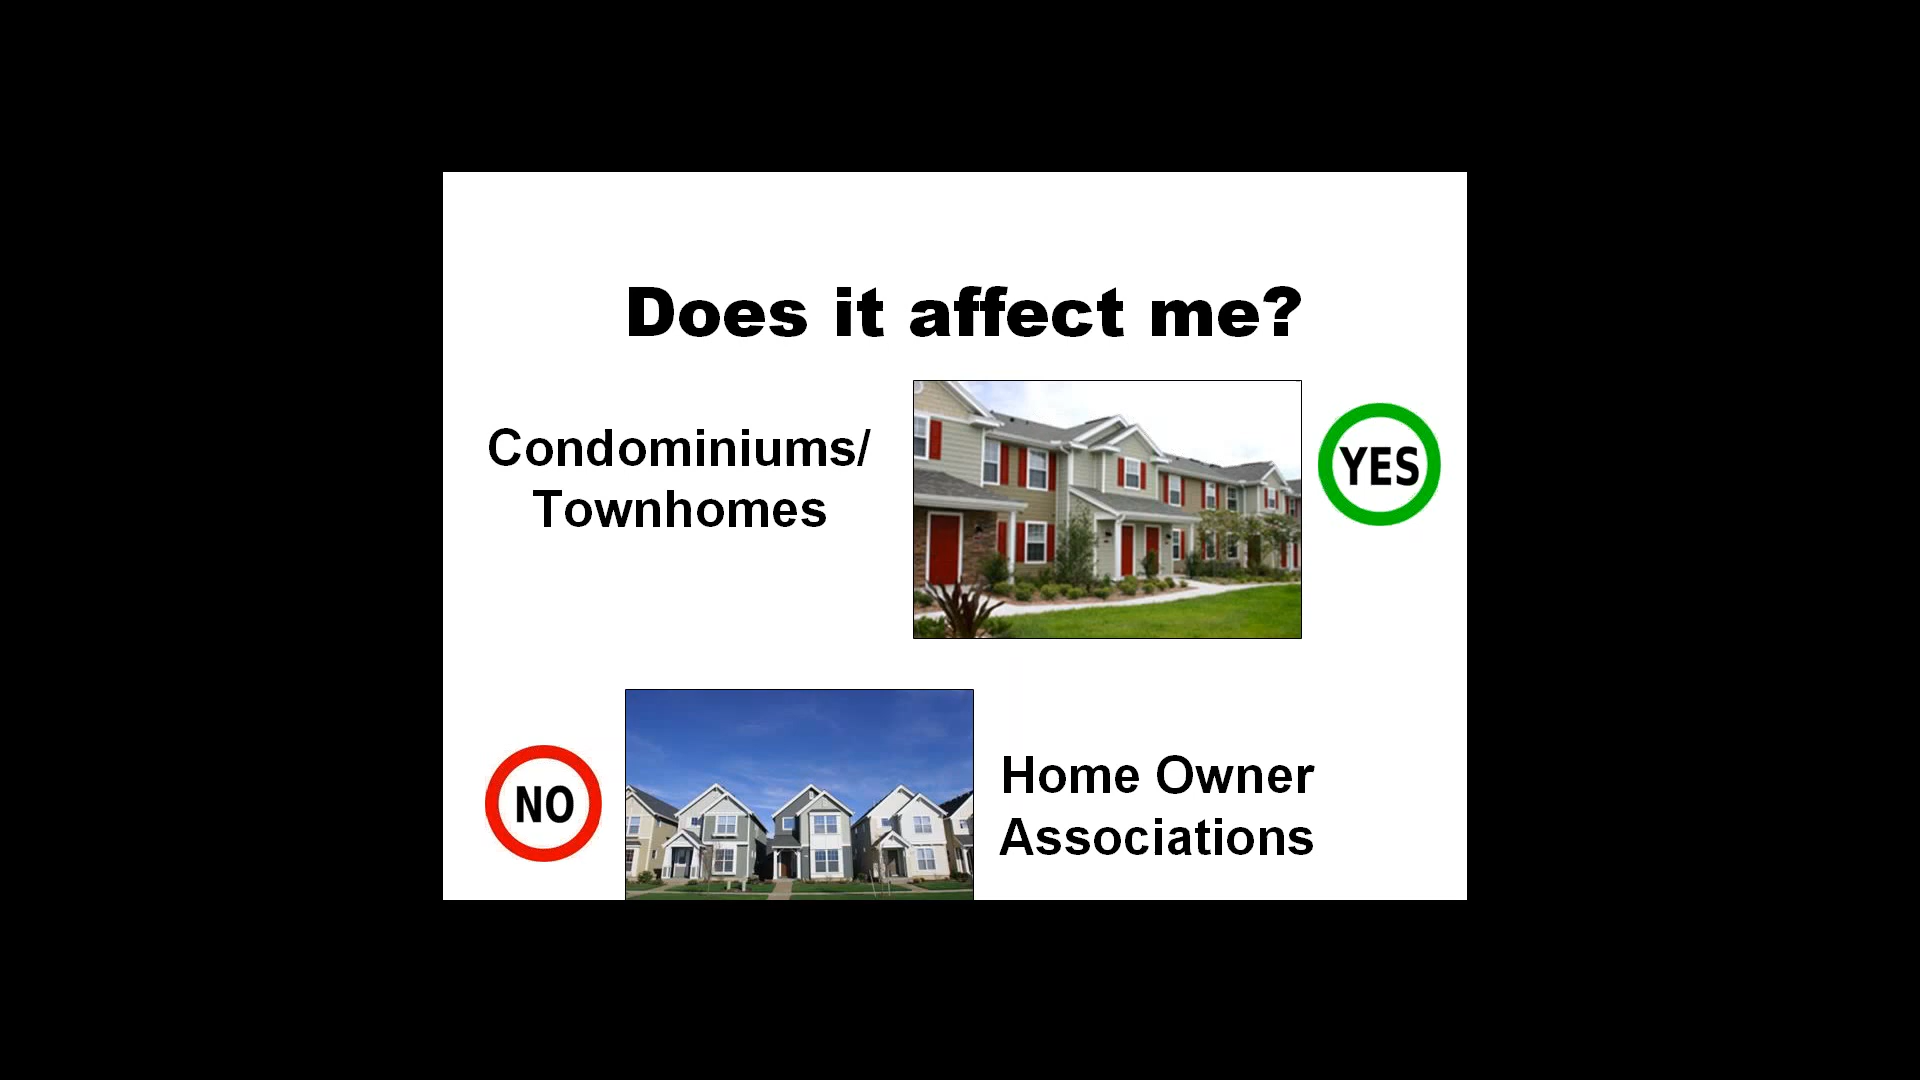 Does it affect me?
Condominiums/
Townhomes
YES
NO
Home Owner
Associations